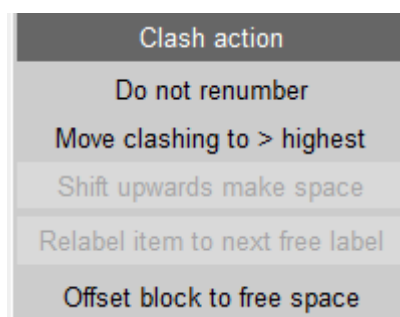 Clash action
Do not renumber
Move clashing to > highest
Shift upwards make space
Relabel item to next free label
Offset block to free space